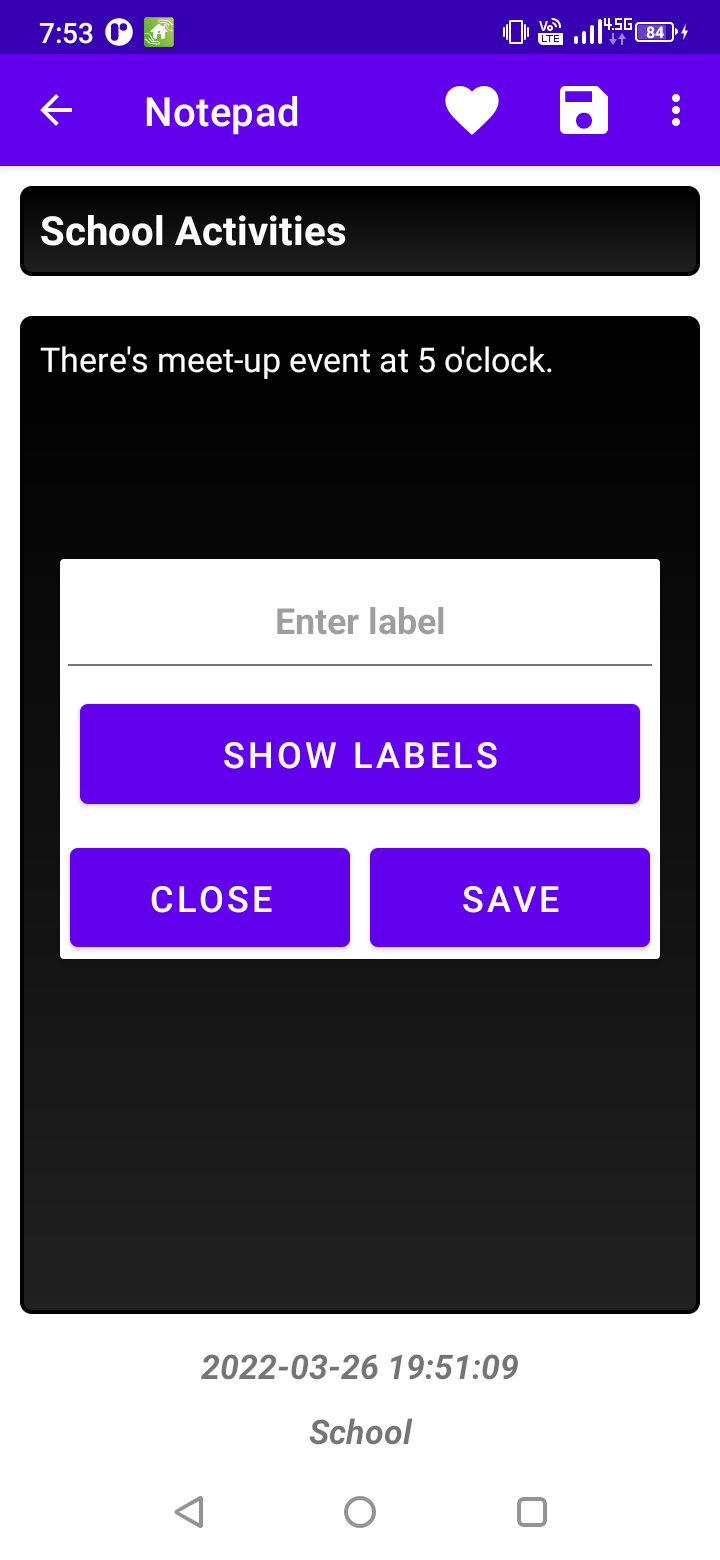 7:53
Vo LTE 4.5G 84
Notepad
School Activities
There's meet-up event at 5 o'clock.
Enter label
SHOW LABELS
CLOSE SAVE
2022-03-26 19:51:09
School